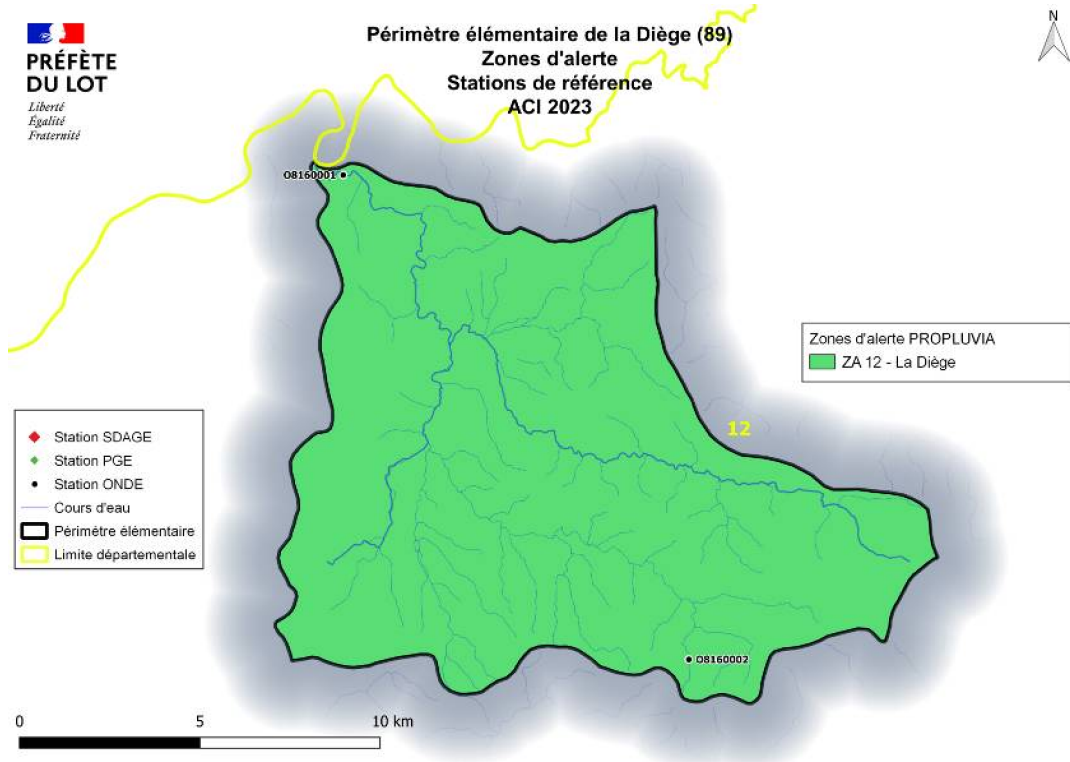 PRÉFÈTE
DU LOT
Liberté
Égalité
Fraternité
Périmètre élémentaire de la Diège (89)
Zones d'alerte
Stations de référence
ACI 2023
N
O8160001
Zones d'alerte PROPLUVIA
ZA 12 - La Diège
12
Station SDAGE
Station PGE
Station ONDE
Cours d'eau
Périmètre élémentaire
Limite départementale
O8160002
0 5 10 km